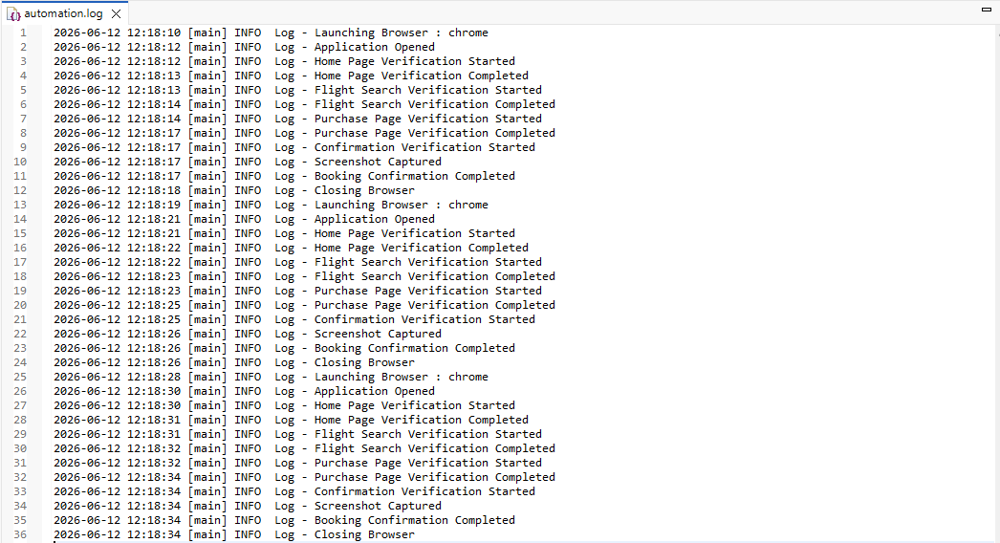 automation.log
1 2026-06-12 12:18:10 [main] INFO  Log - Launching Browser : chrome
2 2026-06-12 12:18:12 [main] INFO  Log - Application Opened
3 2026-06-12 12:18:12 [main] INFO  Log - Home Page Verification Started
4 2026-06-12 12:18:13 [main] INFO  Log - Home Page Verification Completed
5 2026-06-12 12:18:13 [main] INFO  Log - Flight Search Verification Started
6 2026-06-12 12:18:14 [main] INFO  Log - Flight Search Verification Completed
7 2026-06-12 12:18:14 [main] INFO  Log - Purchase Page Verification Started
8 2026-06-12 12:18:17 [main] INFO  Log - Purchase Page Verification Completed
9 2026-06-12 12:18:17 [main] INFO  Log - Confirmation Verification Started
10 2026-06-12 12:18:17 [main] INFO  Log - Screenshot Captured
11 2026-06-12 12:18:17 [main] INFO  Log - Booking Confirmation Completed
12 2026-06-12 12:18:18 [main] INFO  Log - Closing Browser
13 2026-06-12 12:18:19 [main] INFO  Log - Launching Browser : chrome
14 2026-06-12 12:18:21 [main] INFO  Log - Application Opened
15 2026-06-12 12:18:21 [main] INFO  Log - Home Page Verification Started
16 2026-06-12 12:18:22 [main] INFO  Log - Home Page Verification Completed
17 2026-06-12 12:18:22 [main] INFO  Log - Flight Search Verification Started
18 2026-06-12 12:18:23 [main] INFO  Log - Flight Search Verification Completed
19 2026-06-12 12:18:23 [main] INFO  Log - Purchase Page Verification Started
20 2026-06-12 12:18:25 [main] INFO  Log - Purchase Page Verification Completed
21 2026-06-12 12:18:25 [main] INFO  Log - Confirmation Verification Started
22 2026-06-12 12:18:26 [main] INFO  Log - Screenshot Captured
23 2026-06-12 12:18:26 [main] INFO  Log - Booking Confirmation Completed
24 2026-06-12 12:18:26 [main] INFO  Log - Closing Browser
25 2026-06-12 12:18:28 [main] INFO  Log - Launching Browser : chrome
26 2026-06-12 12:18:30 [main] INFO  Log - Application Opened
27 2026-06-12 12:18:30 [main] INFO  Log - Home Page Verification Started
28 2026-06-12 12:18:31 [main] INFO  Log - Home Page Verification Completed
29 2026-06-12 12:18:31 [main] INFO  Log - Flight Search Verification Started
30 2026-06-12 12:18:32 [main] INFO  Log - Flight Search Verification Completed
31 2026-06-12 12:18:32 [main] INFO  Log - Purchase Page Verification Started
32 2026-06-12 12:18:34 [main] INFO  Log - Purchase Page Verification Completed
33 2026-06-12 12:18:34 [main] INFO  Log - Confirmation Verification Started
34 2026-06-12 12:18:34 [main] INFO  Log - Screenshot Captured
35 2026-06-12 12:18:34 [main] INFO  Log - Booking Confirmation Completed
36 2026-06-12 12:18:34 [main] INFO  Log - Closing Browser